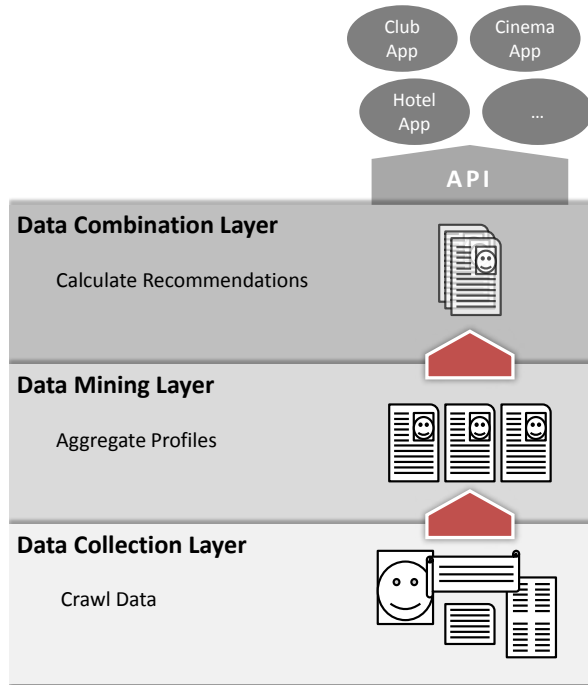 Club
App
Cinema
App
Hotel
App
...
API
Data Combination Layer
Calculate Recommendations
Data Mining Layer
Aggregate Profiles
Data Collection Layer
Crawl Data